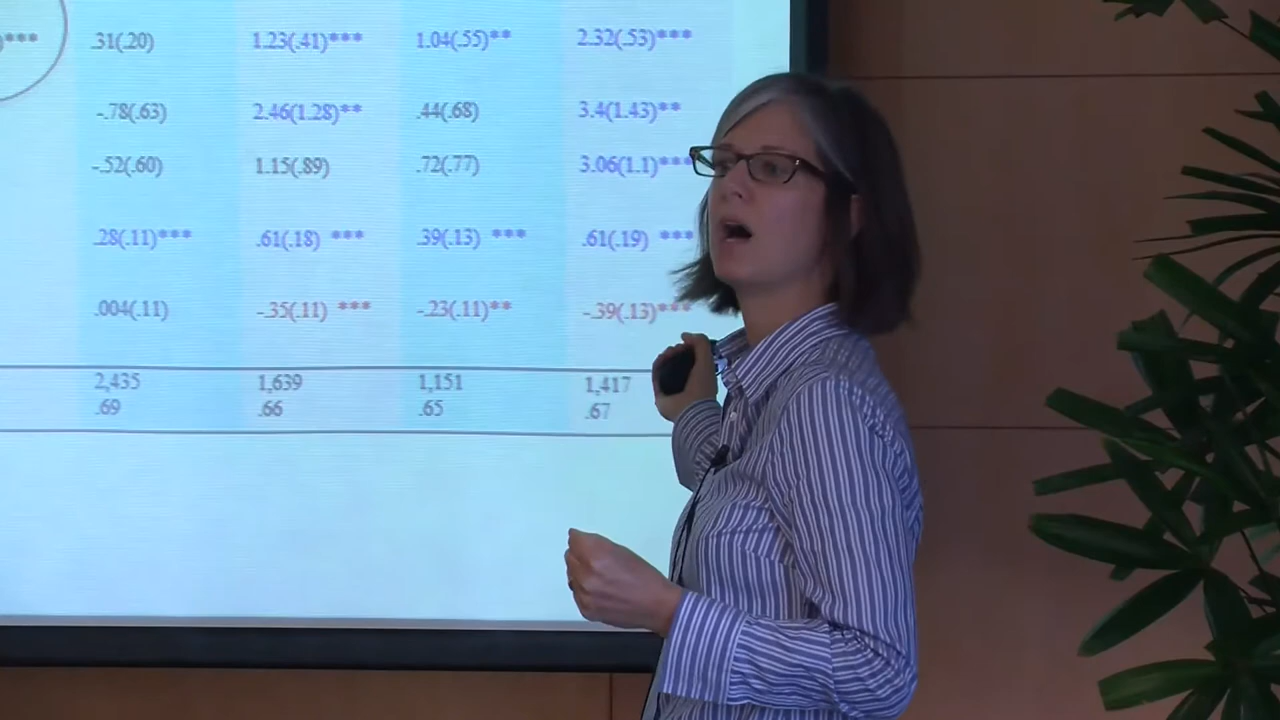 )*** .31(.20) 1.23(.41)*** 1.04(.55)** 2.32(.53)***
-.78(.63) 2.46(1.28)** .44(.68) 3.4(1.43)**
-.52(.60) 1.15(.89) .72(.77) 3.06(1.1)***
.28(.11)*** .61(.18) *** .39(.13) *** .61(.19) ***
.004(.11) -.35(.11) *** -.23(.11)** -.39(.13)***
2,435 1,639 1,151 1,417
.69 .66 .65 .67